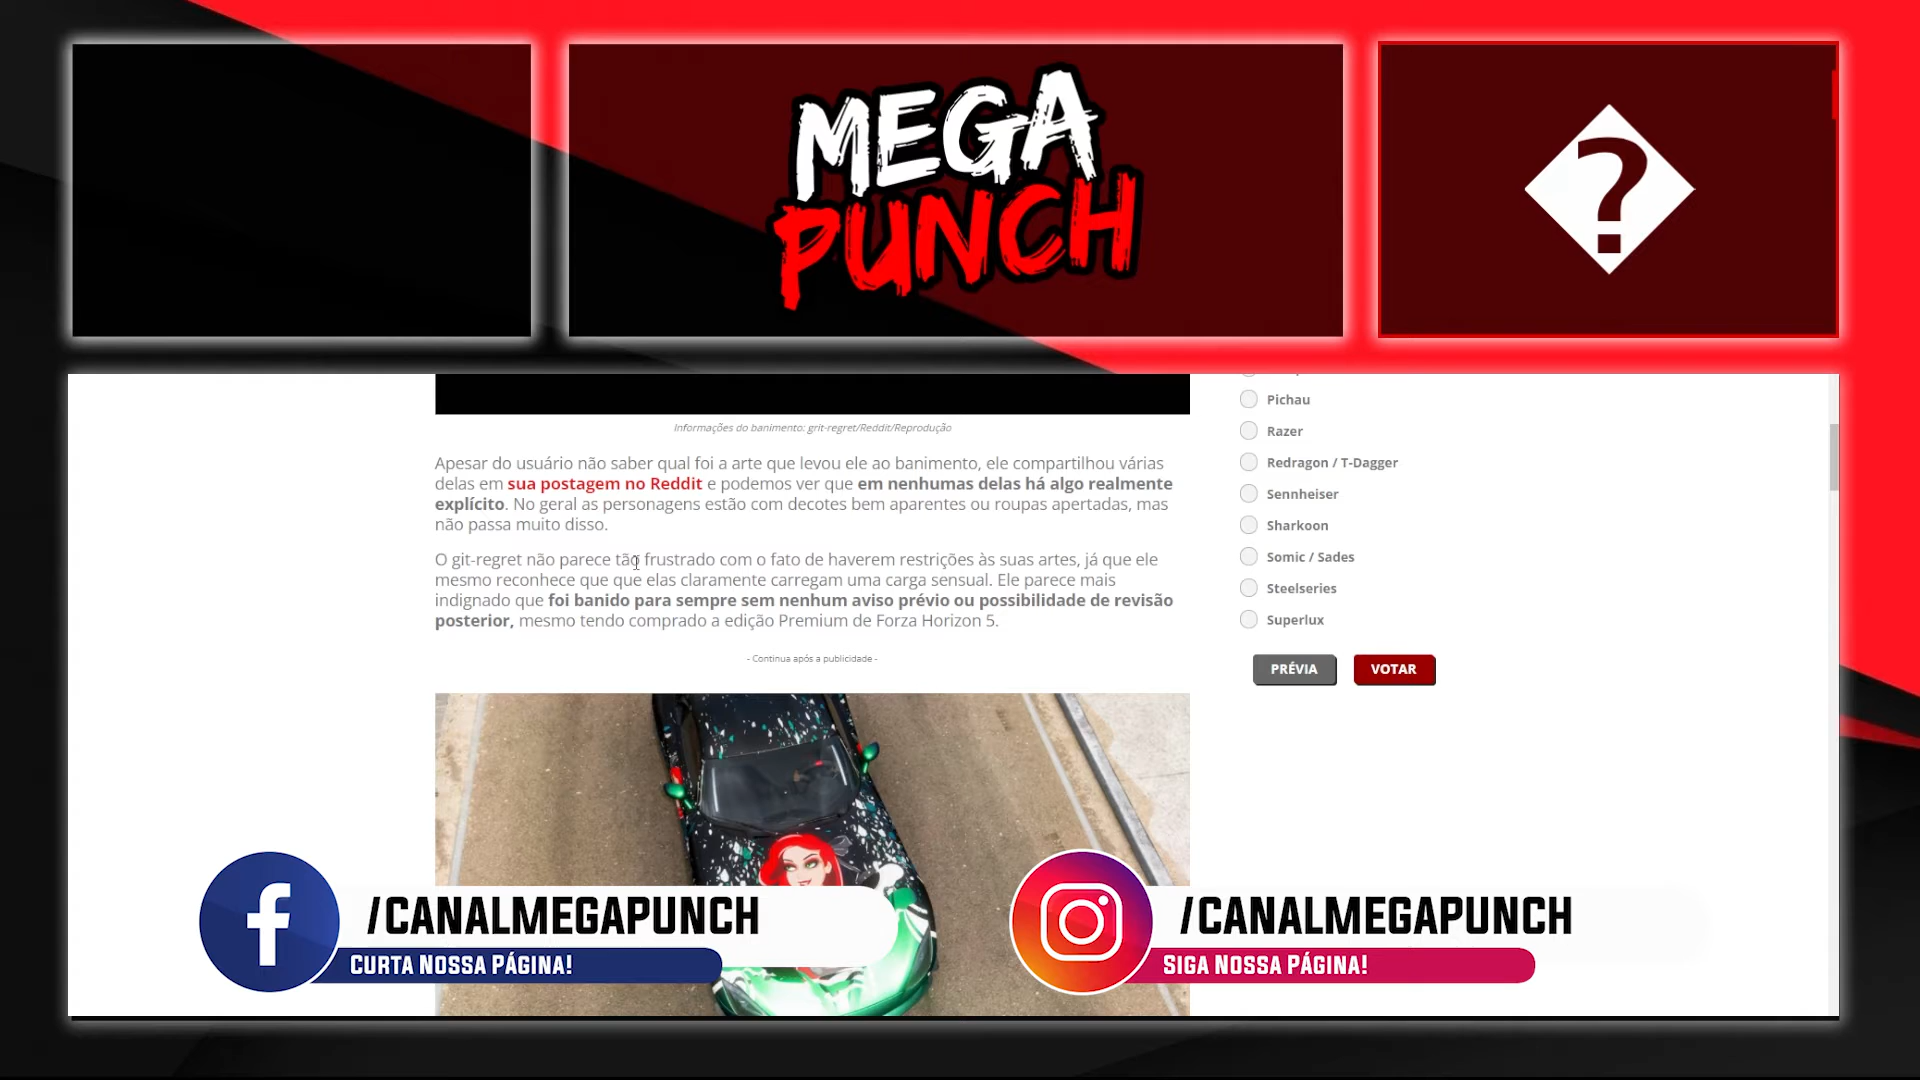 MEGA
PUNCH
?
Informações do banimento: grit-regret/Reddit/Reprodução
Apesar do usuário não saber qual foi a arte que levou ele ao banimento, ele compartilhou várias
delas em sua postagem no Reddit e podemos ver que em nenhumas delas há algo realmente
explícito. No geral as personagens estão com decotes bem aparentes ou roupas apertadas, mas
não passa muito disso.
O git-regret não parece tão frustrado com o fato de haverem restrições às suas artes, já que ele
mesmo reconhece que que elas claramente carregam uma carga sensual. Ele parece mais
indignado que foi banido para sempre sem nenhum aviso prévio ou possibilidade de revisão
posterior, mesmo tendo comprado a edição Premium de Forza Horizon 5.
- Continua após a publicidade -
Pichau
Razer
Redragon / T-Dagger
Sennheiser
Sharkoon
Somic / Sades
Steelseries
Superlux
PRÉVIA
VOTAR
/CANALMEGAPUNCH
CURTA NOSSA PÁGINA!
/CANALMEGAPUNCH
SIGA NOSSA PÁGINA!